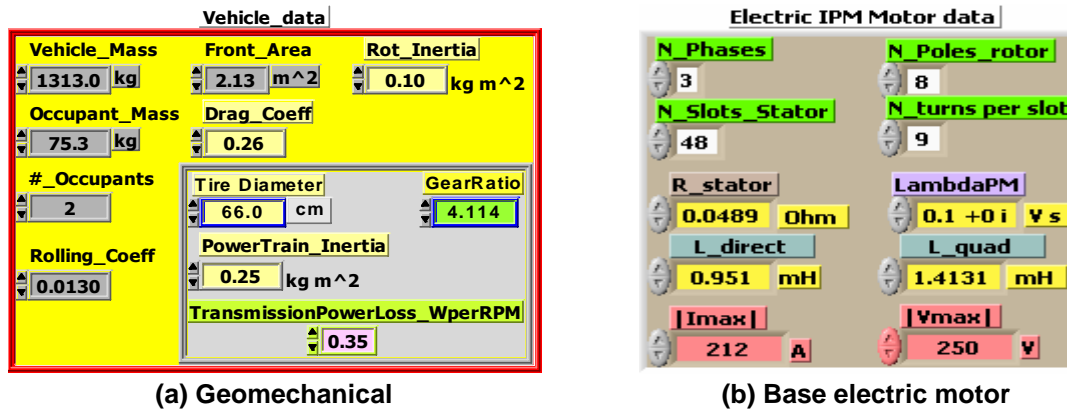 Vehicle_data
Vehicle_Mass Front_Area Rot_Inertia
1313.0 kg 2.13 m^2 0.10 kg m^2
Occupant_Mass Drag_Coeff
75.3 kg 0.26
#_Occupants
2
Tire Diameter GearRatio
66.0 cm 4.114
Rolling_Coeff
0.0130
PowerTrain_Inertia
0.25 kg m^2
TransmissionPowerLoss_WperRPM
0.35
(a) Geomechanical
Electric IPM Motor data
N_Phases N_Poles_rotor
3 8
N_Slots_Stator N_turns per slot
48 9
R_stator LambdaPM
0.0489 Ohm 0.1 +0 i V s
L_direct L_quad
0.951 mH 1.4131 mH
|Imax| |Vmax|
212 A 250 V
(b) Base electric motor